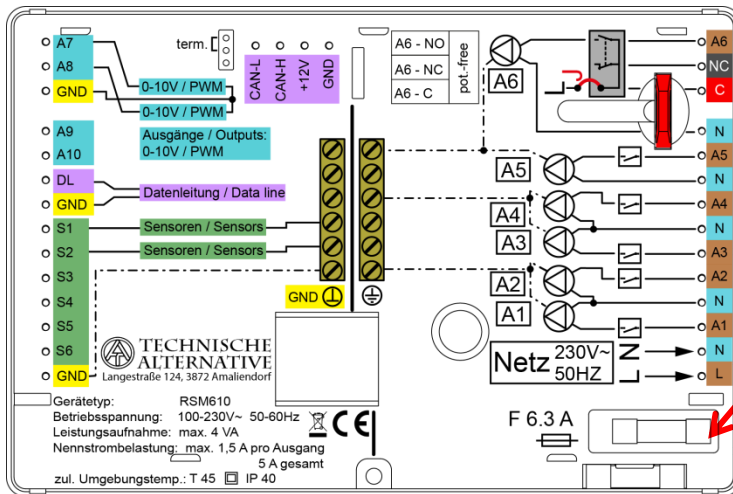 A7
A8
GND
A9
A10
DL
GND
S1
S2
S3
S4
S5
S6
GND
term.
CAN-L
CAN-H
+12V
GND
0-10V / PWM
0-10V / PWM
Ausgänge / Outputs:
0-10V / PWM
Datenleitung / Data line
Sensoren / Sensors
Sensoren / Sensors
GND
A6 - NO
A6 - NC
A6 - C
pot.-free
A6
A5
A4
A3
A2
A1
L
A6
NC
C
N
A5
N
A4
N
A3
A2
N
A1
N
L
Netz 230V~
50HZ
L N
TECHNISCHE
ALTERNATIVE
Langestraße 124, 3872 Amaliendorf
Gerätetyp: RSM610
Betriebsspannung: 100-230V~ 50-60Hz
Leistungsaufnahme: max. 4 VA
Nennstrombelastung: max. 1,5 A pro Ausgang
5 A gesamt
zul. Umgebungstemp.: T 45 IP 40
CE
F 6.3 A